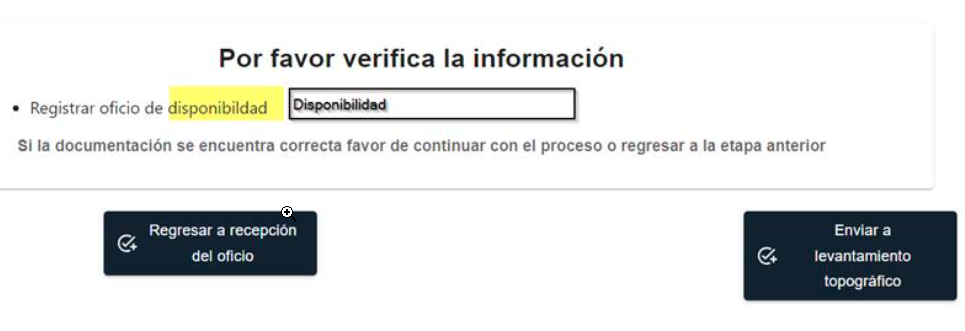 Por favor verifica la información
• Registrar oficio de disponibildad Disponibilidad
Si la documentación se encuentra correcta favor de continuar con el proceso o regresar a la etapa anterior
Regresar a recepción
del oficio
Enviar a
levantamiento
topográfico